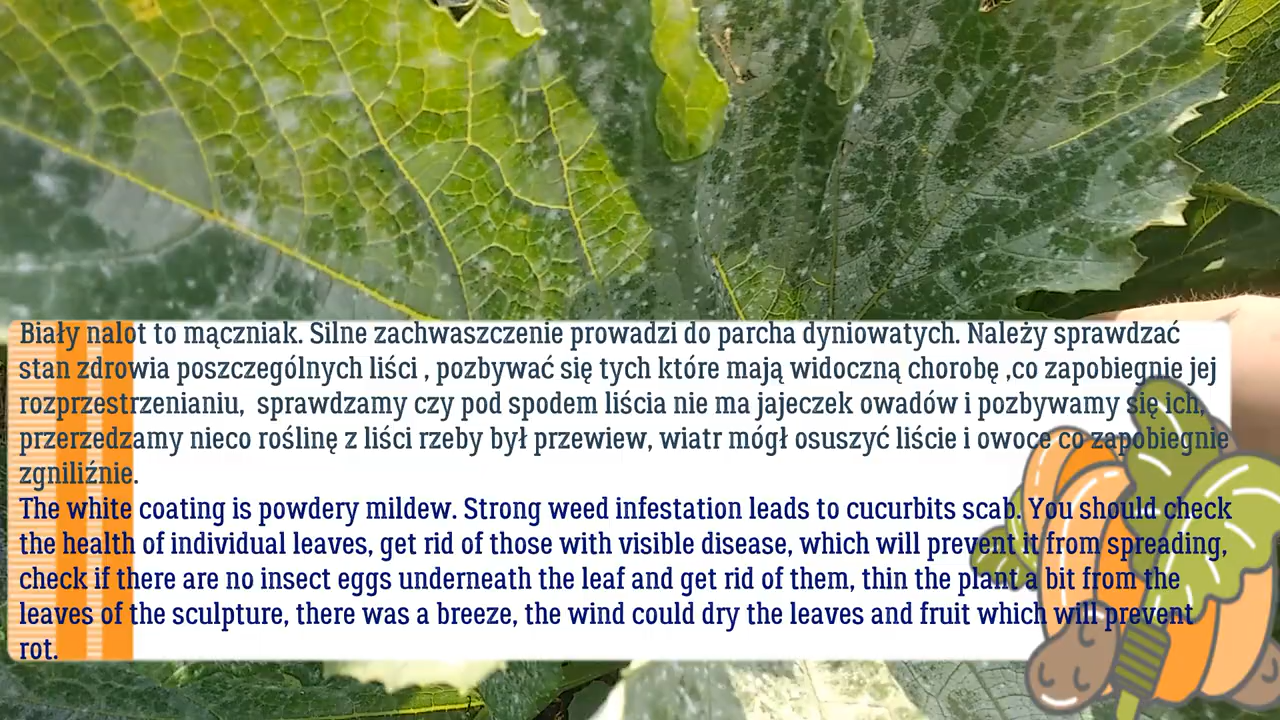 Biały nalot to mączniak. Silne zachwaszczenie prowadzi do parcha dyniowatych. Należy sprawdzać
stan zdrowia poszczególnych liści , pozbywać się tych które mają widoczną chorobę ,co zapobiegnie jej
rozprzestrzenianiu,  sprawdzamy czy pod spodem liścia nie ma jajeczek owadów i pozbywamy się ich,
przerzedzamy nieco roślinę z liści rzeby był przewiew, wiatr mógł osuszyć liście i owoce co zapobiegnie
zgniliźnie.
The white coating is powdery mildew. Strong weed infestation leads to cucurbits scab. You should check
the health of individual leaves, get rid of those with visible disease, which will prevent it from spreading,
check if there are no insect eggs underneath the leaf and get rid of them, thin the plant a bit from the
leaves of the sculpture, there was a breeze, the wind could dry the leaves and fruit which will prevent
rot.